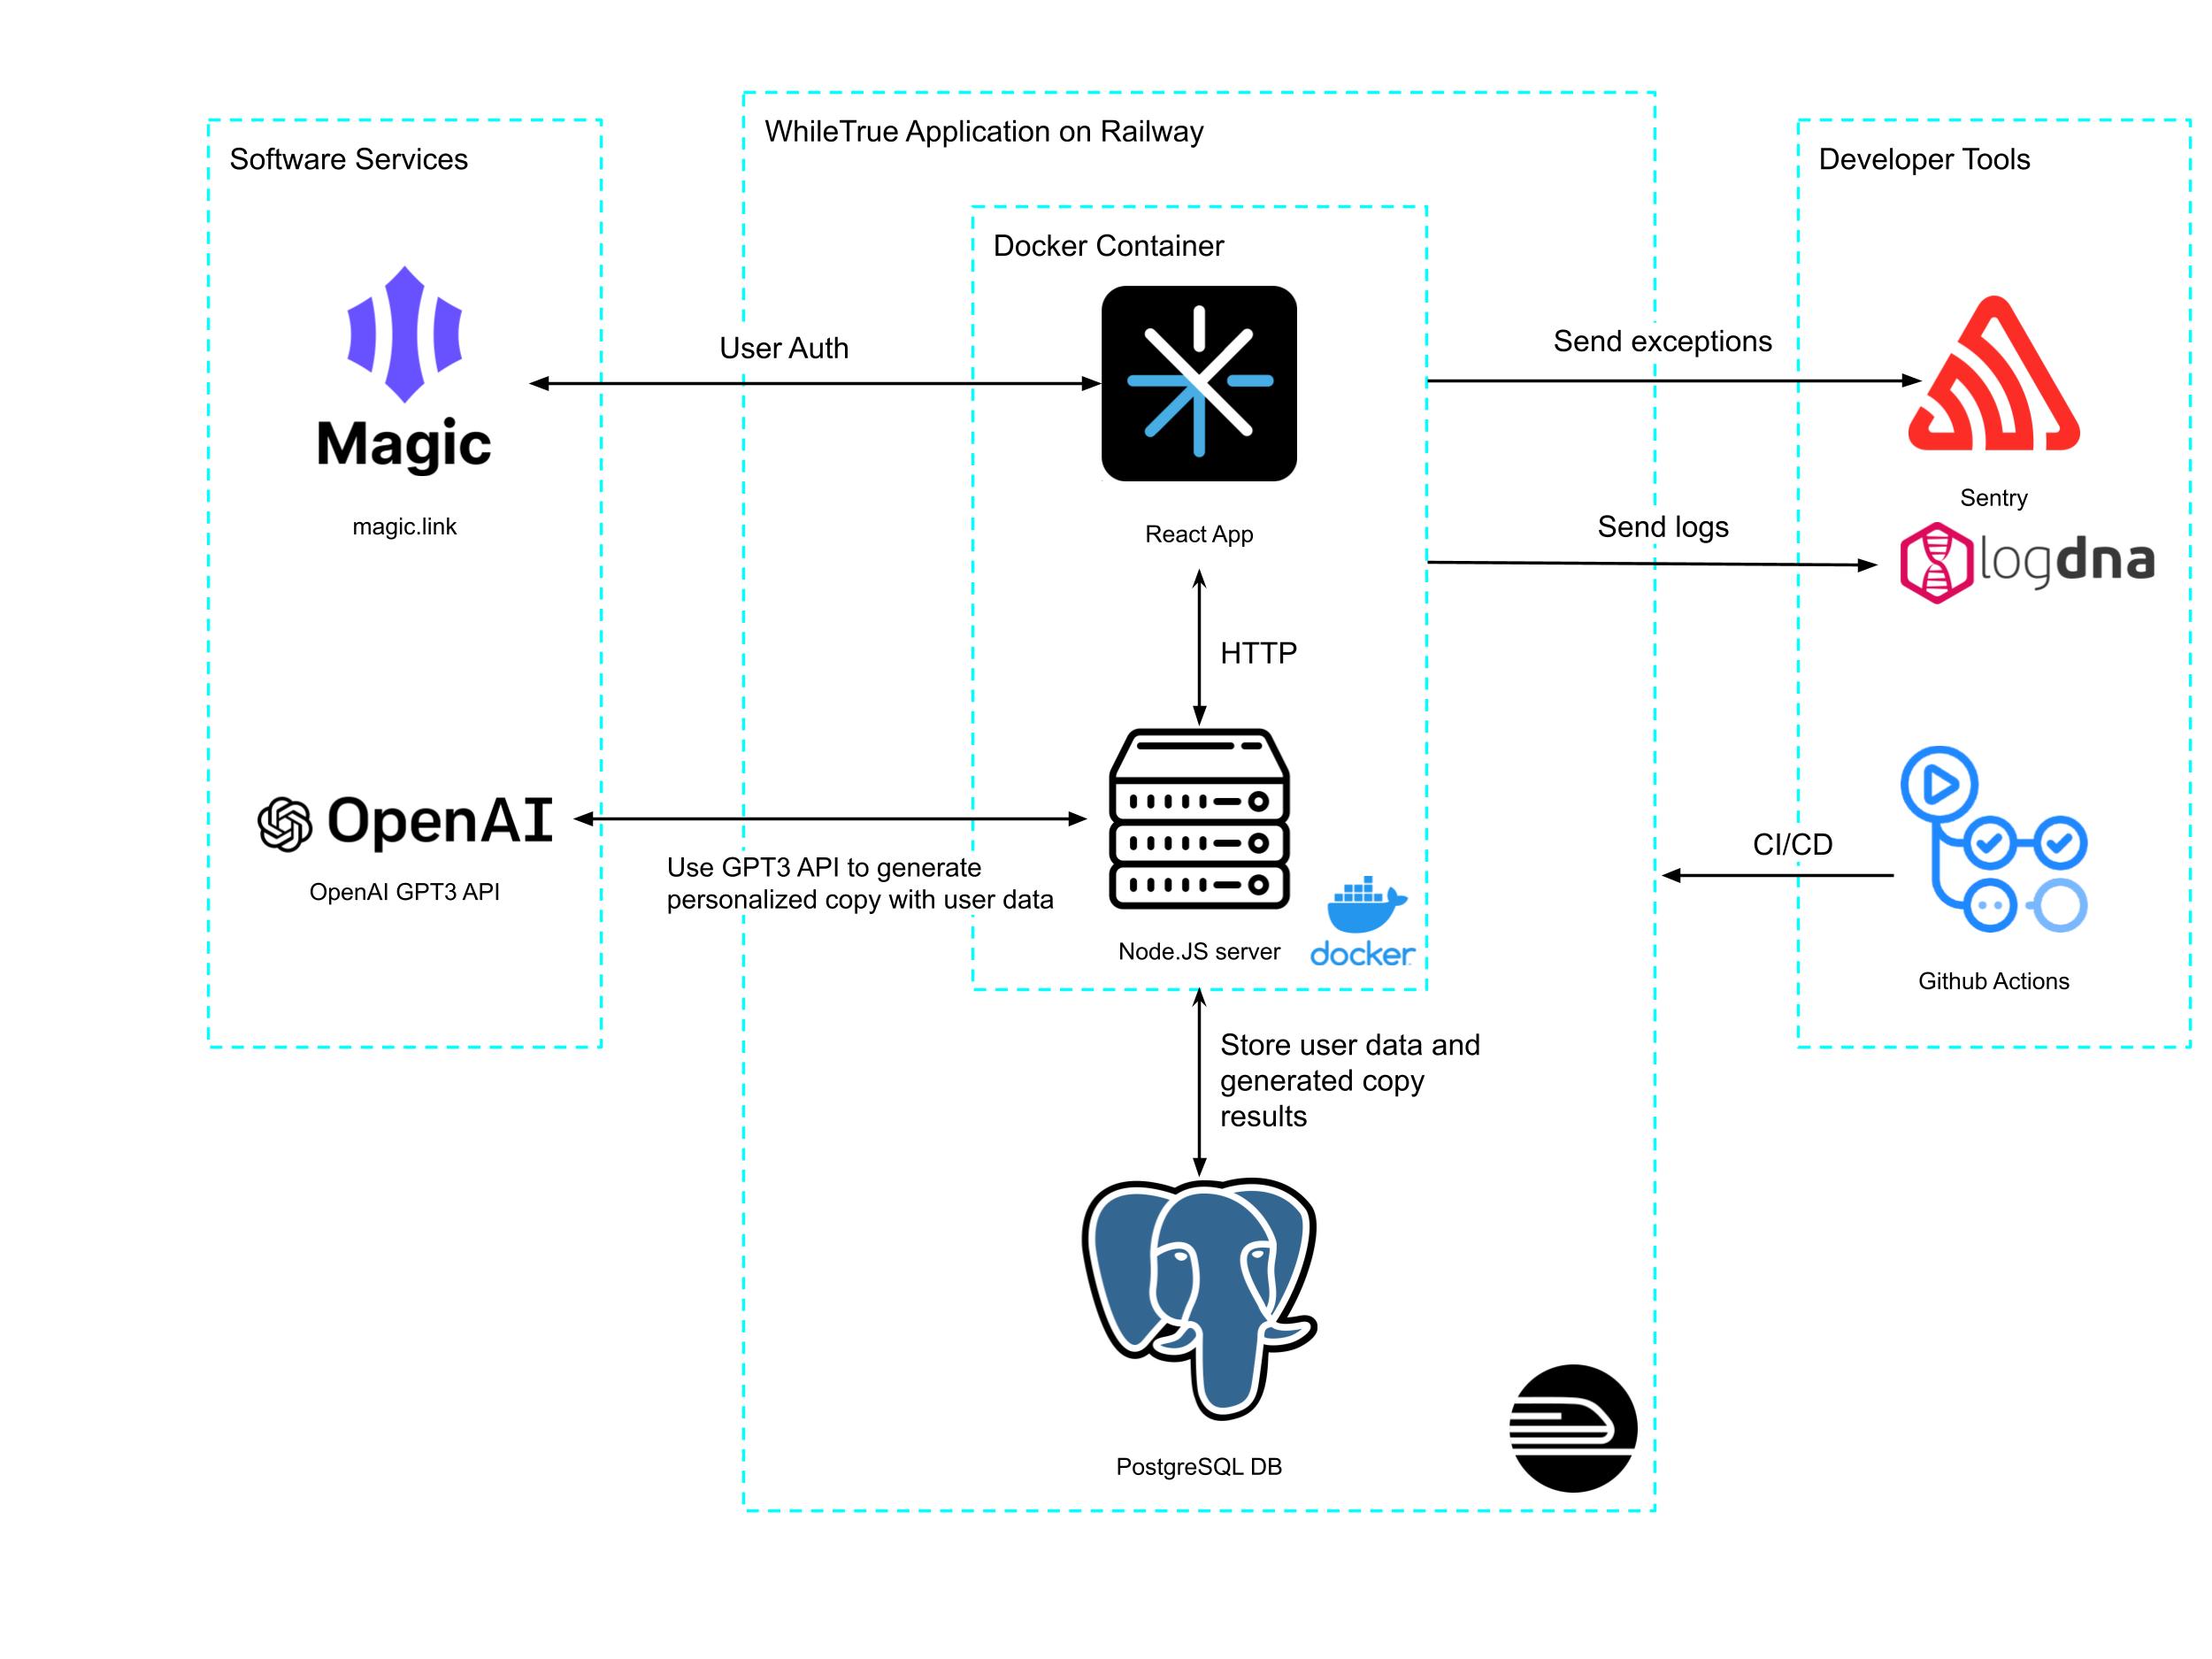 WhileTrue Application on Railway
Software Services
Developer Tools
Docker Container
User Auth
Send exceptions
Magic
magic.link
React App
Sentry
Send logs
logdna
HTTP
OpenAI
OpenAI GPT3 API
Use GPT3 API to generate
personalized copy with user data
Node.JS server
docker
CI/CD
Github Actions
Store user data and
generated copy
results
PostgreSQL DB